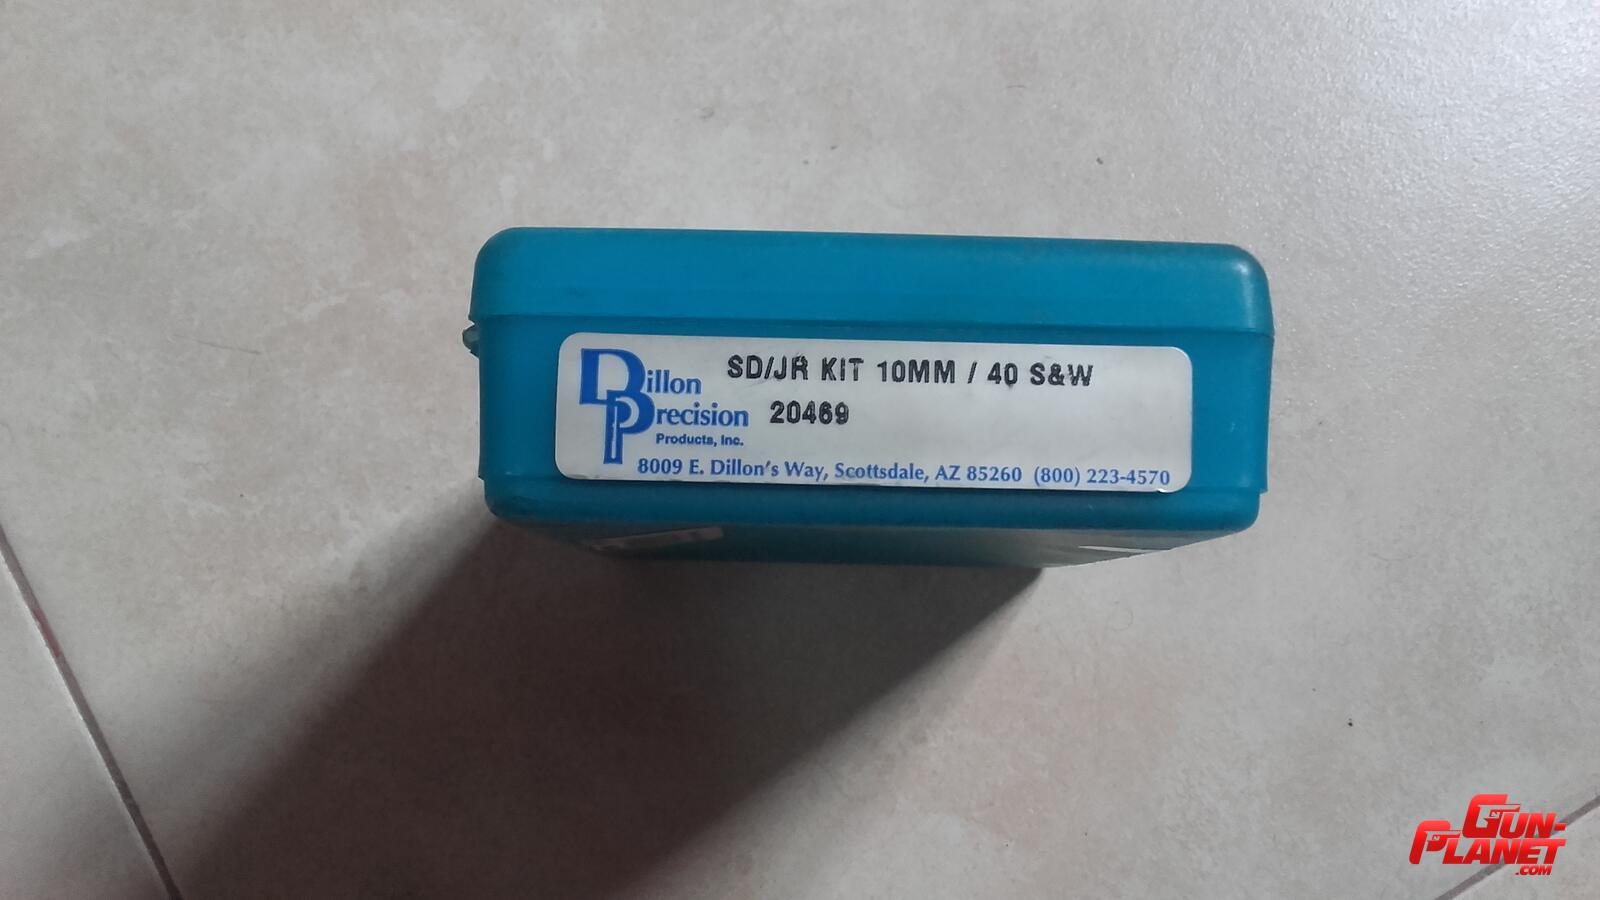 SD/JR KIT 10MM / 40 S&W
20469
Dillon
Precision
Products, Inc.
8009 E. Dillon's Way, Scottsdale, AZ 85260 (800) 223-4570
GUN-
PLANET
.COM